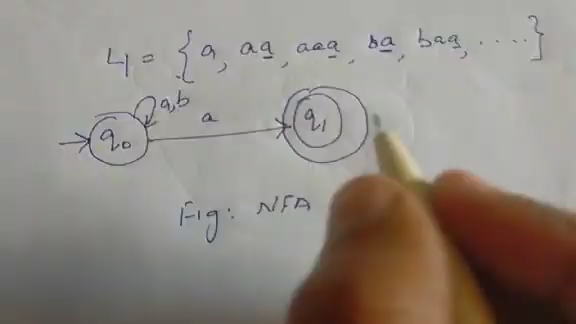 L1 = { a, aa, aaa, ba, baa, ..... }
a,b
a
q0
q1
Fig: NFA